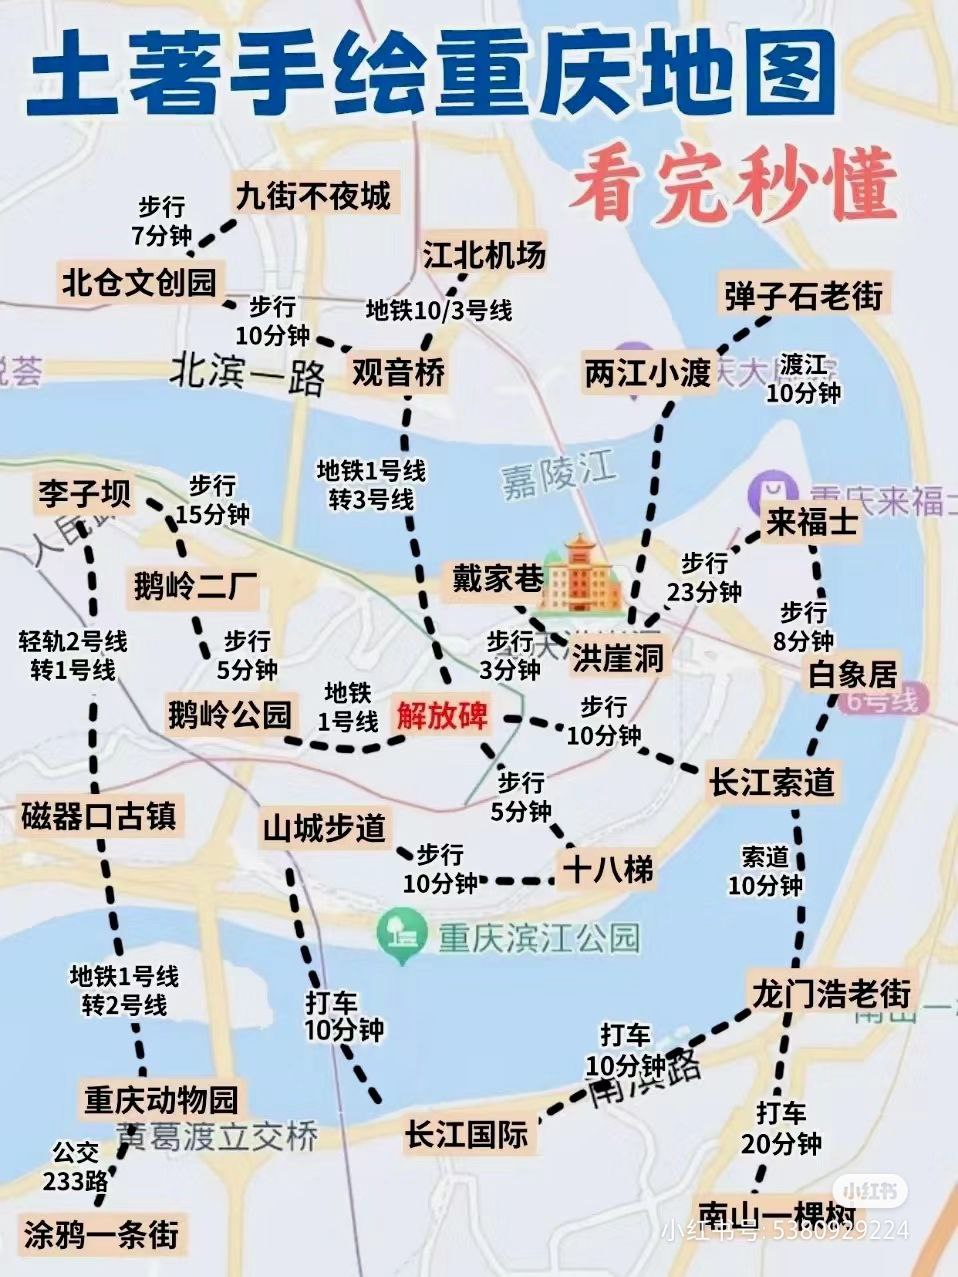 土著手绘重庆地图
看完秒懂
九街不夜城
步行
7分钟
北仓文创园
江北机场
步行
10分钟
地铁10/3号线
弹子石老街
北滨一路
观音桥
两江小渡
渡江
10分钟
地铁1号线
转3号线
嘉陵江
李子坝
步行
15分钟
重庆来福士
来福士
鹅岭二厂
戴家巷
步行
23分钟
轻轨2号线
转1号线
步行
5分钟
步行
3分钟
洪崖洞
步行
8分钟
白象居
6号线
鹅岭公园
地铁
1号线
解放碑
步行
10分钟
长江索道
磁器口古镇
山城步道
步行
5分钟
步行
10分钟
十八梯
索道
10分钟
重庆滨江公园
地铁1号线
转2号线
打车
10分钟
龙门浩老街
打车
10分钟
南滨路
重庆动物园
黄葛渡立交桥
长江国际
打车
20分钟
公交
233路
涂鸦一条街
南山一棵树
小红书
小红书号: 5380929224